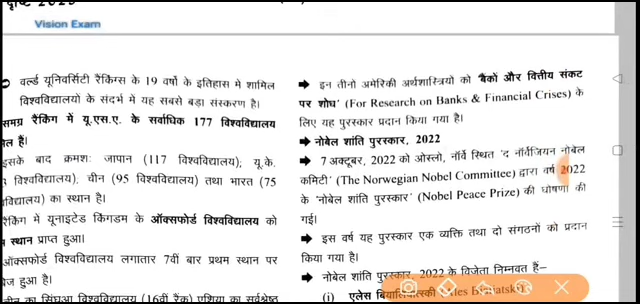 दृष्टि 2023
Vision Exam
वर्ल्ड यूनिवर्सिटी रैंकिंग्स के 19 वर्षों के इतिहास मे शामिल
विश्वविद्यालयों के संदर्भ में यह सबसे बड़ा संस्करण है।
समग्र रैंकिंग में यू.एस.ए. के सर्वाधिक 177 विश्वविद्यालय
हैं।
इसके बाद क्रमशः जापान (117 विश्वविद्यालय); यू.के.
विश्वविद्यालय), चीन (95 विश्वविद्यालय) तथा भारत (75
विश्वविद्यालय) का स्थान है।
रैंकिंग में यूनाइटेड किंगडम के ऑक्सफोर्ड विश्वविद्यालय को
स्थान प्राप्त हुआ।
ऑक्सफोर्ड विश्वविद्यालय लगातार 7वीं बार प्रथम स्थान पर
हुआ है।
चीन का सिंघुआ विश्वविद्यालय (16वीं रैंक) एशिया का सर्वश्रेष्ठ
➡ इन तीनो अमेरिकी अर्थशास्त्रियो को 'बैंकों और वित्तीय संकट
पर शोध' (For Research on Banks & Financial Crises) के
लिए यह पुरस्कार प्रदान किया गया है।
➡ नोबेल शांति पुरस्कार, 2022
➡ 7 अक्टूबर, 2022 को ओस्लो, नॉर्वे स्थित 'द नॉर्वेजियन नोबेल
कमिटी' (The Norwegian Nobel Committee) द्वारा वर्ष 2022
के 'नोबेल शांति पुरस्कार' (Nobel Peace Prize) की घोषणा की
गई।
➡ इस वर्ष यह पुरस्कार एक व्यक्ति तथा दो संगठनों को प्रदान
किया गया है।
➡ नोबेल शांति पुरस्कार, 2022 के विजेता निम्नवत हैं–
(i) एलेस